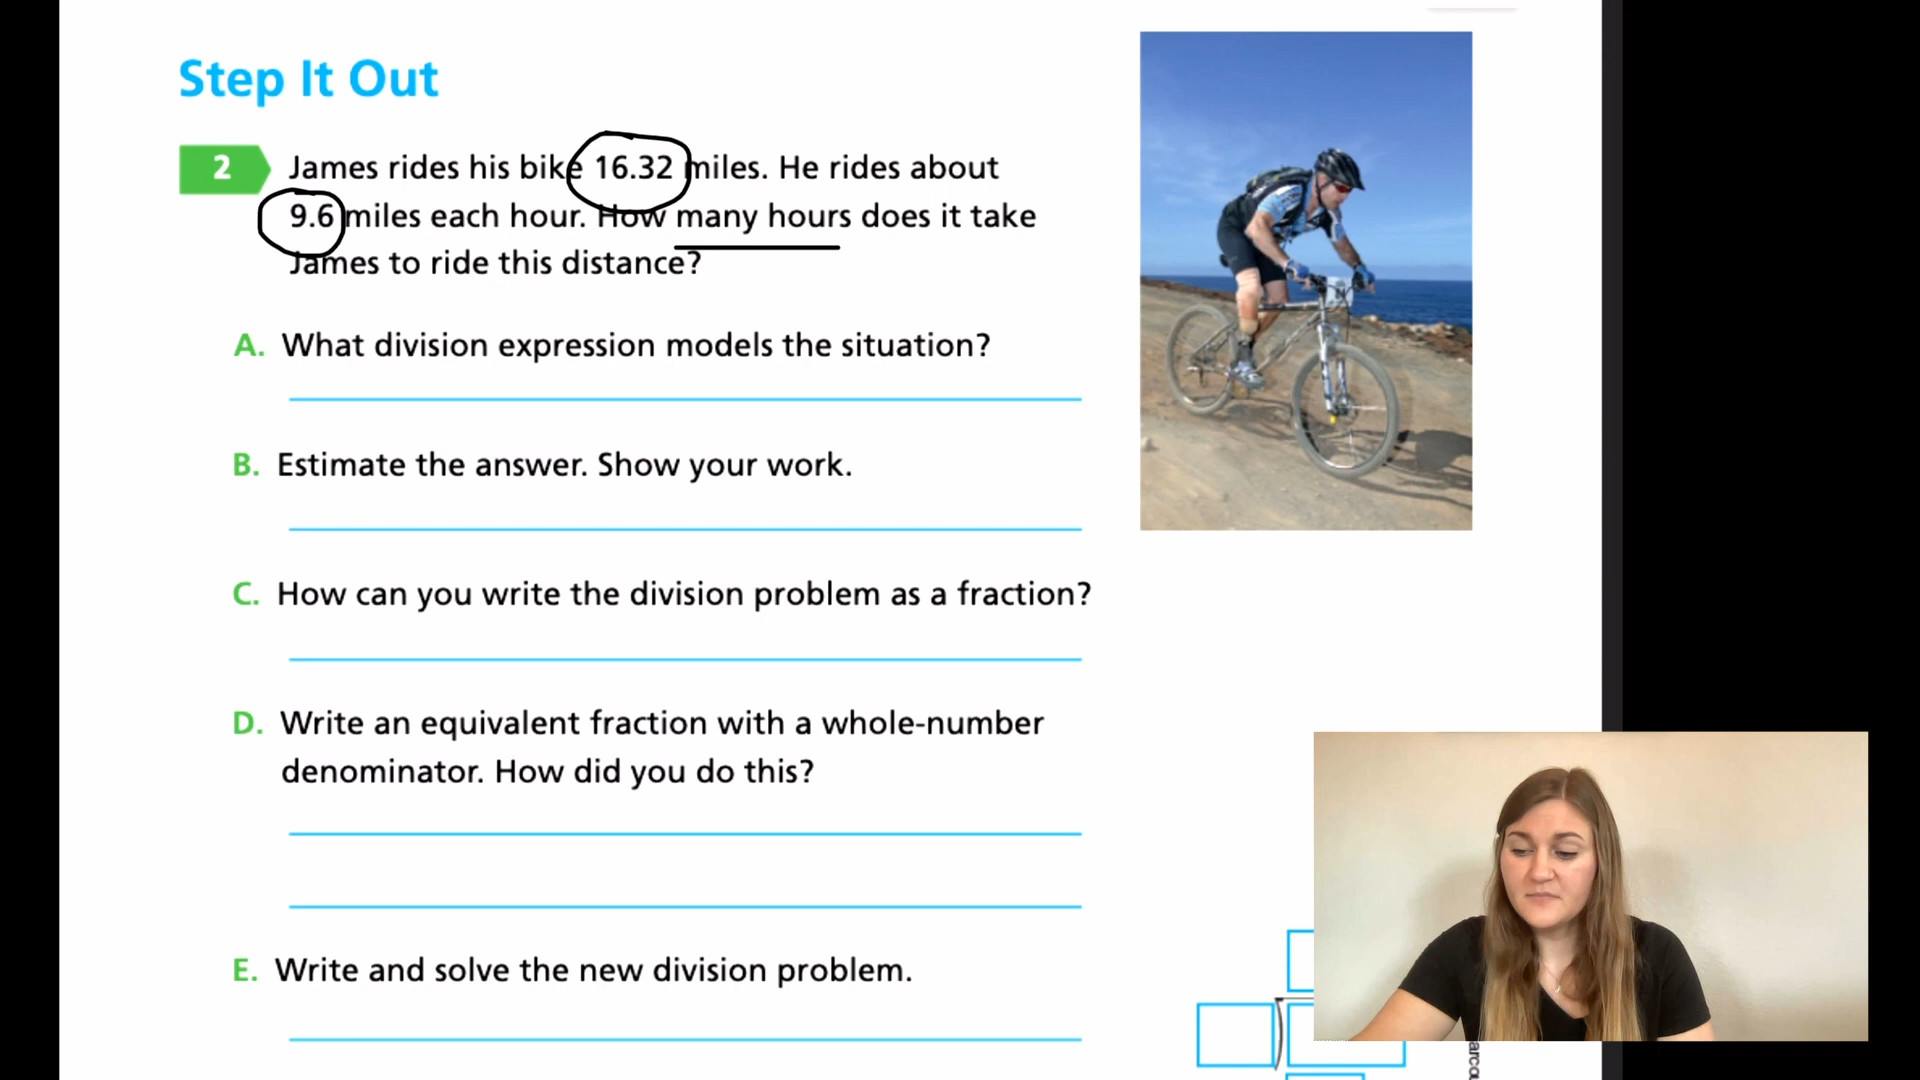 Step It Out
2 James rides his bike 16.32 miles. He rides about
9.6 miles each hour. How many hours does it take
James to ride this distance?
A. What division expression models the situation?
B. Estimate the answer. Show your work.
C. How can you write the division problem as a fraction?
D. Write an equivalent fraction with a whole-number
denominator. How did you do this?
E. Write and solve the new division problem.